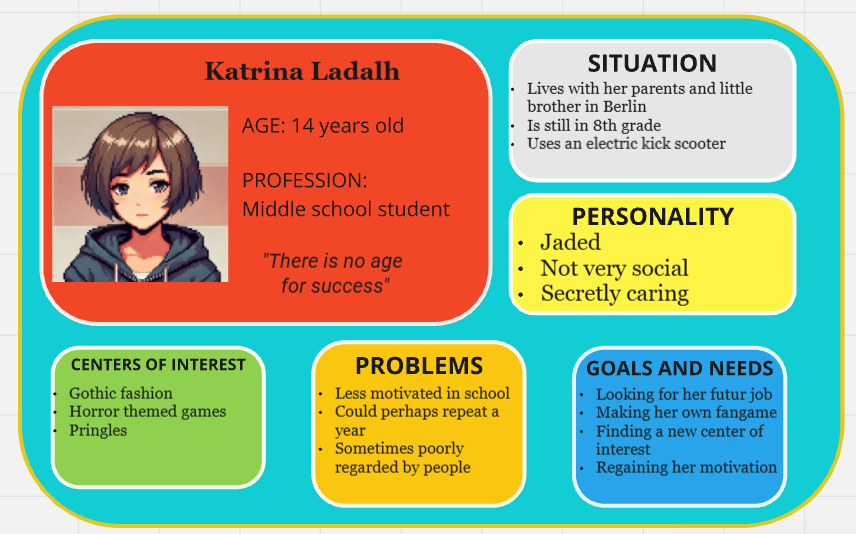 Katrina Ladalh
AGE: 14 years old
PROFESSION:
Middle school student
"There is no age
for success"
SITUATION
• Lives with her parents and little
brother in Berlin
• Is still in 8th grade
• Uses an electric kick scooter
PERSONALITY
• Jaded
• Not very social
• Secretly caring
CENTERS OF INTEREST
• Gothic fashion
• Horror themed games
• Pringles
PROBLEMS
• Less motivated in school
• Could perhaps repeat a
year
• Sometimes poorly
regarded by people
GOALS AND NEEDS
• Looking for her futur job
• Making her own fangame
• Finding a new center of
interest
• Regaining her motivation